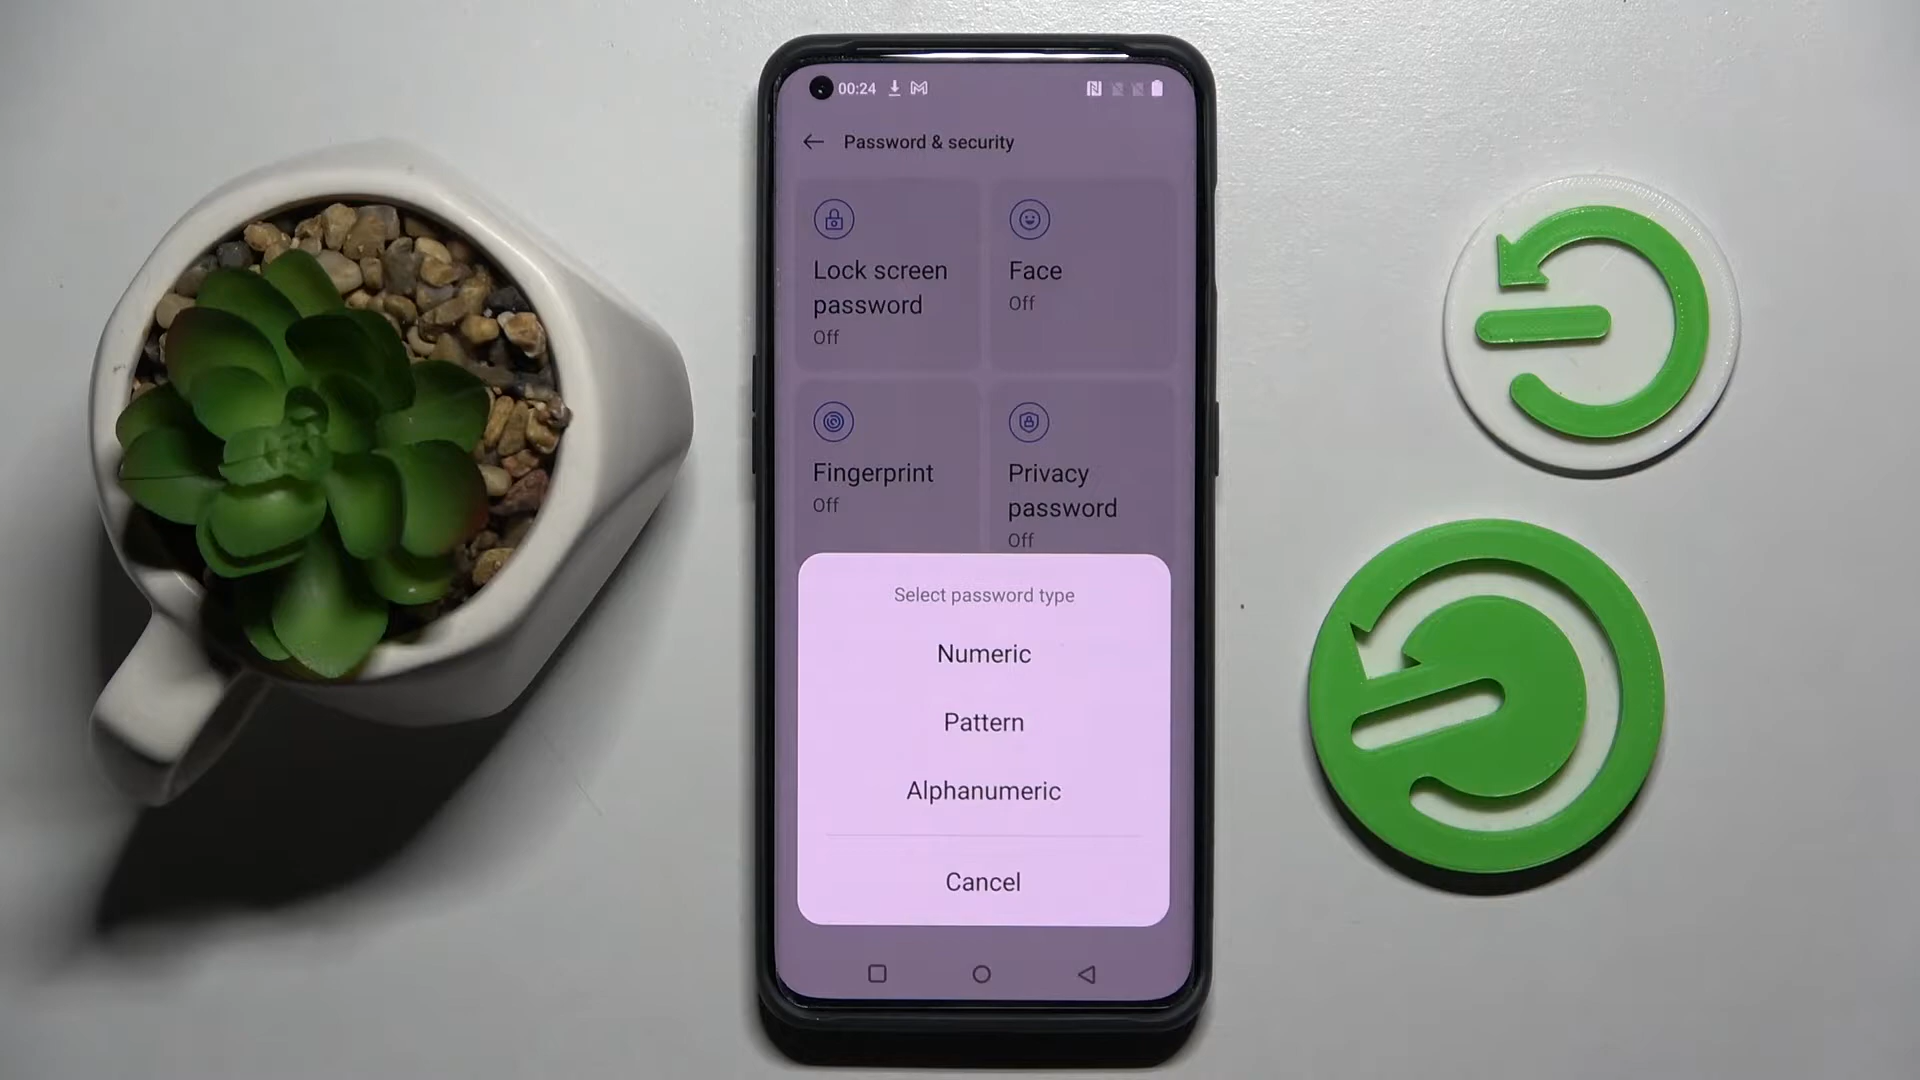 00:24
Password & security
Lock screen
password
Off
Face
Off
Fingerprint
Off
Privacy
password
Off
Select password type
Numeric
Pattern
Alphanumeric
Cancel